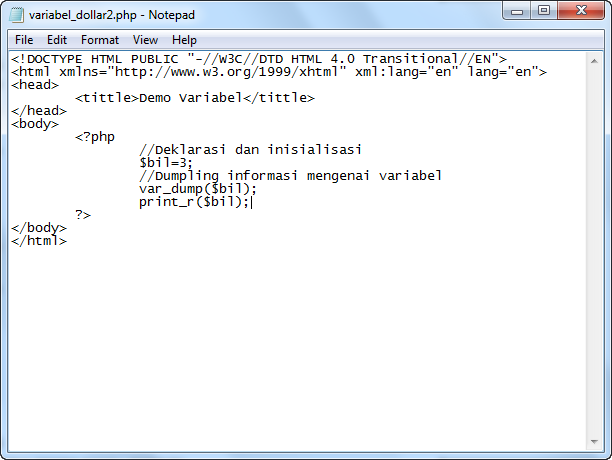 variabel_dollar2.php - Notepad
File Edit Format View Help
<!DOCTYPE HTML PUBLIC "-//W3C//DTD HTML 4.0 Transitional//EN">
<html xmlns="http://www.w3.org/1999/xhtml" xml:lang="en" lang="en">
<head>
<tittle>Demo Variabel</tittle>
</head>
<body>
<?php
//Deklarasi dan inisialisasi
$bil=3;
//Dumpling informasi mengenai variabel
var_dump($bil);
print_r($bil);
?>
</body>
</html>